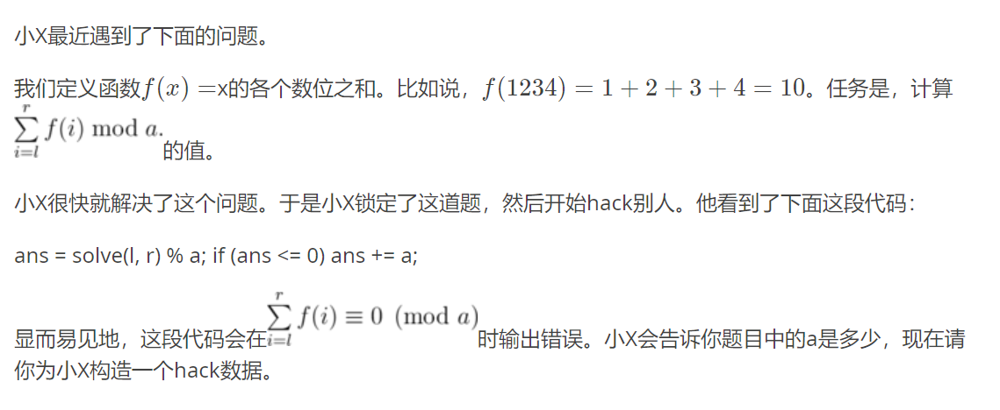 小X最近遇到了下面的问题。
我们定义函数f(x) =x的各个数位之和。比如说，f(1234) = 1 + 2 + 3 + 4 = 10。任务是，计算
∑_{i=l}^{r} f(i) mod a.的值。
小X很快就解决了这个问题。于是小X锁定了这道题，然后开始hack别人。他看到了下面这段代码：
ans = solve(l, r) % a; if (ans <= 0) ans += a;
显而易见地，这段代码会在∑_{i=l}^{r} f(i) ≡ 0 (mod a)时输出错误。小X会告诉你题目中的a是多少，现在请
你为小X构造一个hack数据。